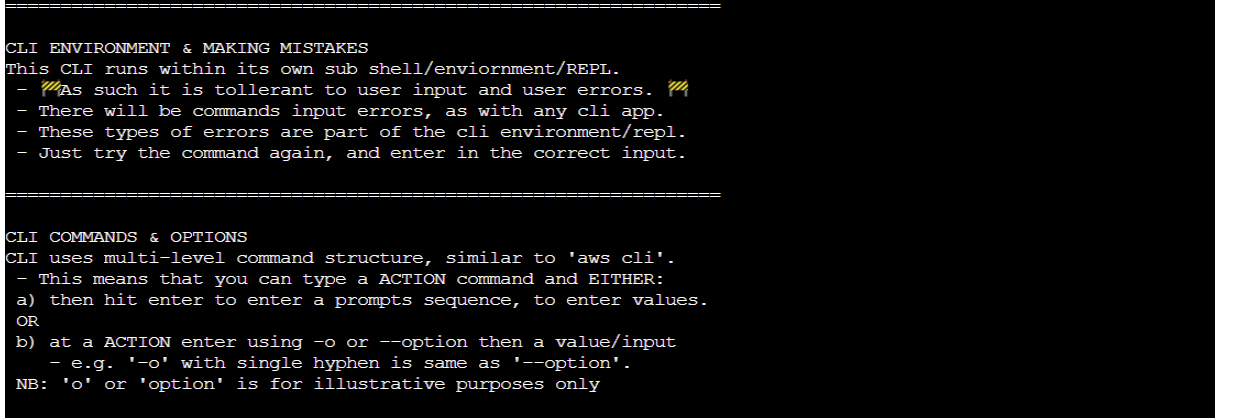 =================================================================
CLI ENVIRONMENT & MAKING MISTAKES
This CLI runs within its own sub shell/enviornment/REPL.
 - 🚧As such it is tollerant to user input and user errors. 🚧
 - There will be commands input errors, as with any cli app.
 - These types of errors are part of the cli environment/repl.
 - Just try the command again, and enter in the correct input.
=================================================================
CLI COMMANDS & OPTIONS
CLI uses multi-level command structure, similar to 'aws cli'.
 - This means that you can type a ACTION command and EITHER:
 a) then hit enter to enter a prompts sequence, to enter values.
 OR
 b) at a ACTION enter using -o or --option then a value/input
    - e.g. '-o' with single hyphen is same as '--option'.
 NB: 'o' or 'option' is for illustrative purposes only